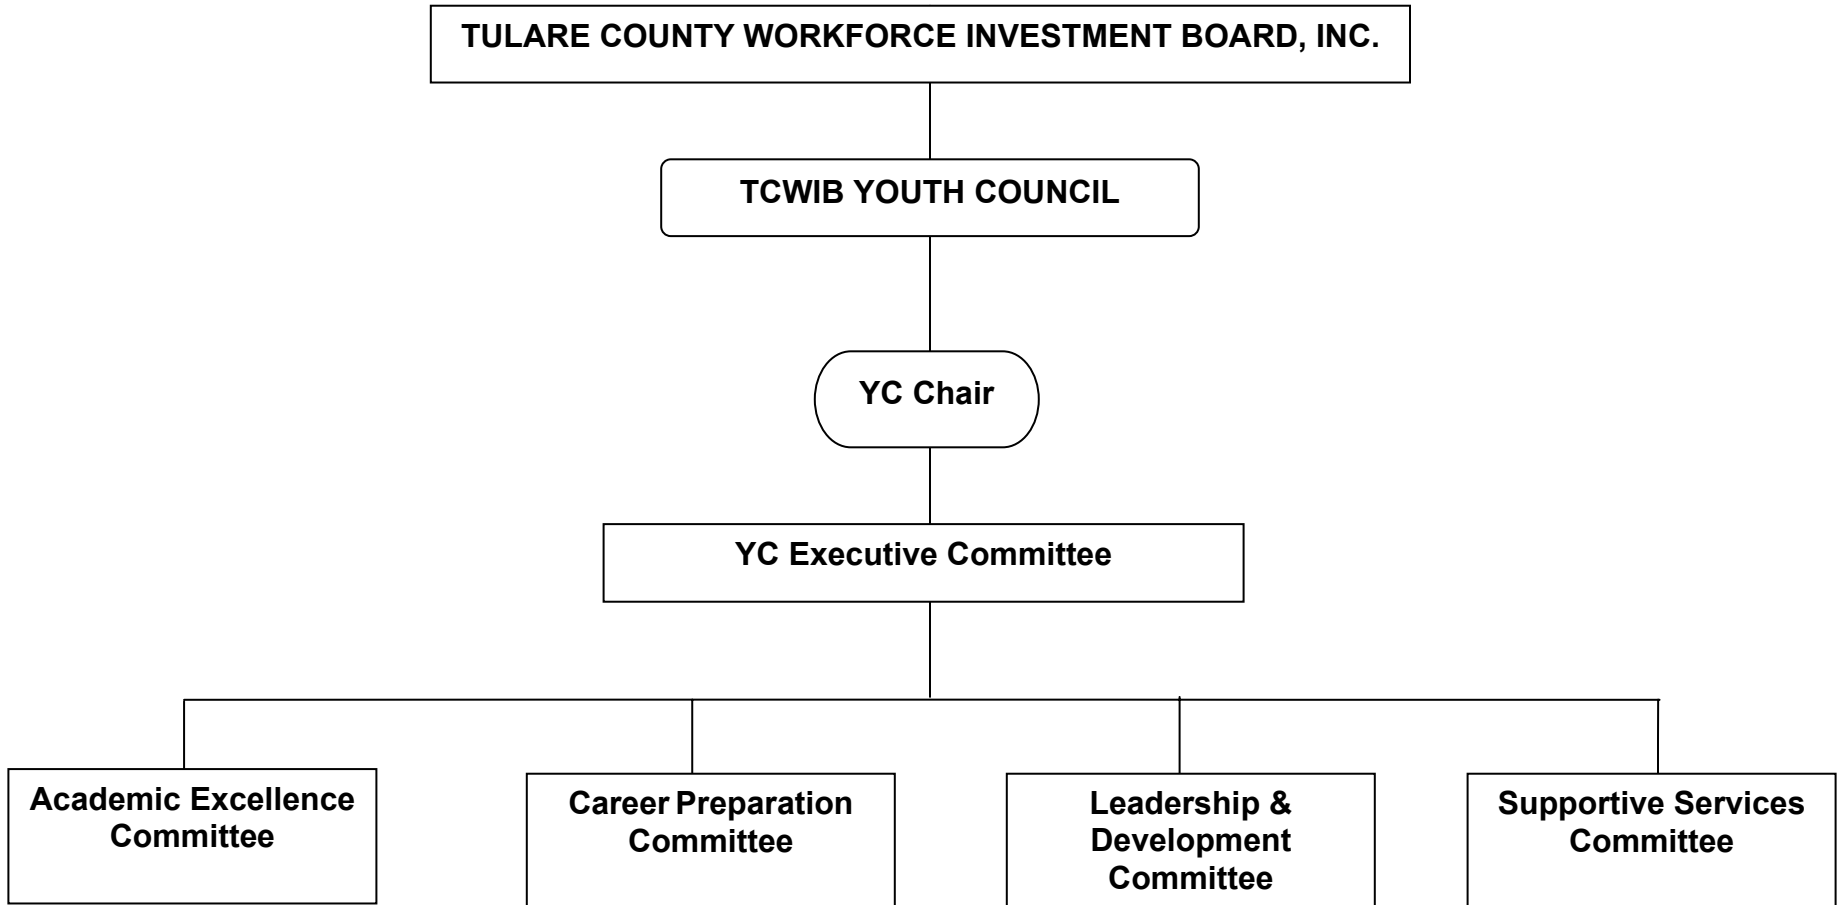 TULARE COUNTY WORKFORCE INVESTMENT BOARD, INC.
TCWIB YOUTH COUNCIL
YC Chair
YC Executive Committee
Academic Excellence
Committee
Career Preparation
Committee
Leadership &
Development
Committee
Supportive Services
Committee